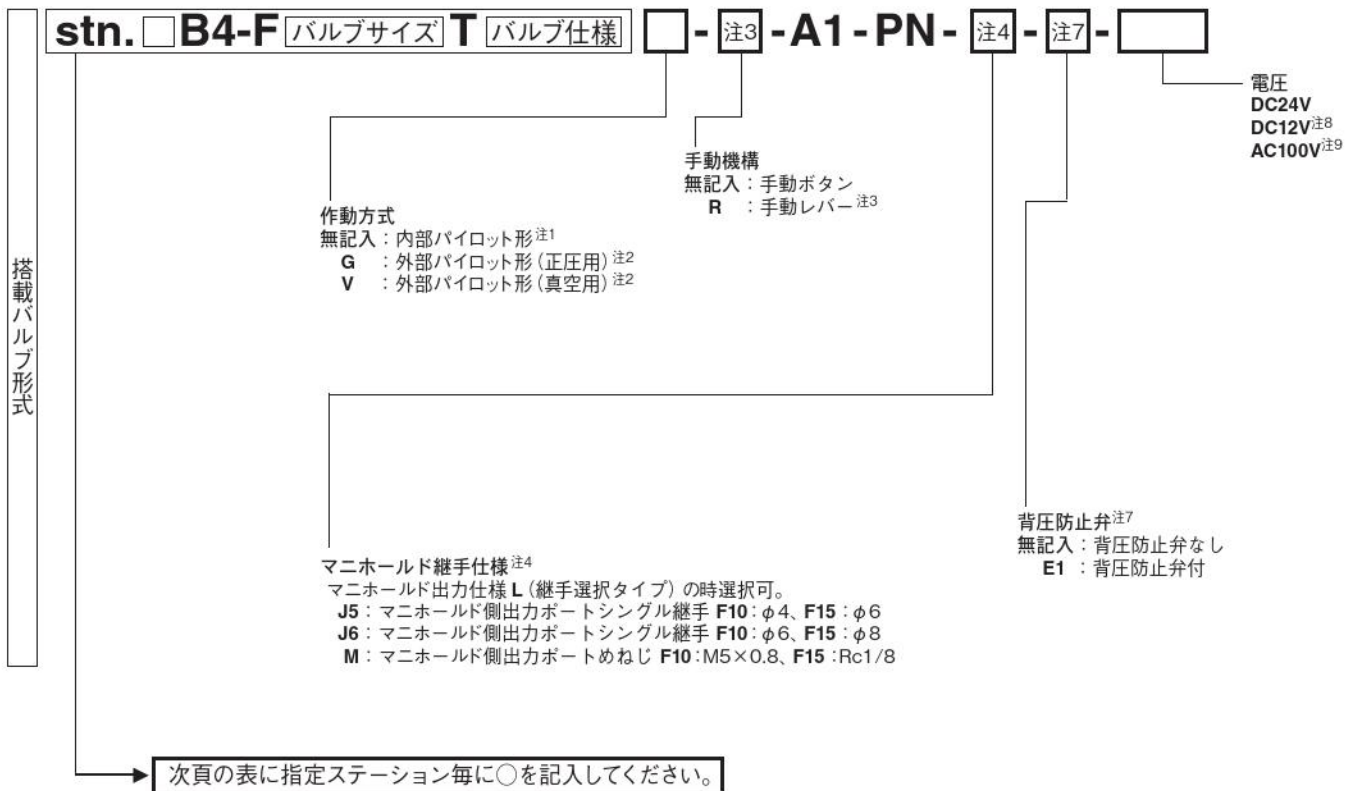 stn. □B4-F バルブサイズ T バルブ仕様 □ - 注3 -A1-PN- 注4 - 注7 - □
電圧
DC24V
DC12V注8
AC100V注9
手動機構
無記入：手動ボタン
R ：手動レバー注3
作動方式
無記入：内部パイロット形注1
G ：外部パイロット形（正圧用）注2
V ：外部パイロット形（真空用）注2
搭載バルブ形式
背圧防止弁注7
無記入：背圧防止弁なし
E1 ：背圧防止弁付
マニホールド継手仕様注4
マニホールド出力仕様 L（継手選択タイプ）の時選択可。
J5：マニホールド側出力ポートシングル継手 F10：φ4、F15：φ6
J6：マニホールド側出力ポートシングル継手 F10：φ6、F15：φ8
M：マニホールド側出力ポートめねじ F10：M5×0.8、F15：Rc1/8
次頁の表に指定ステーション毎に○を記入してください。